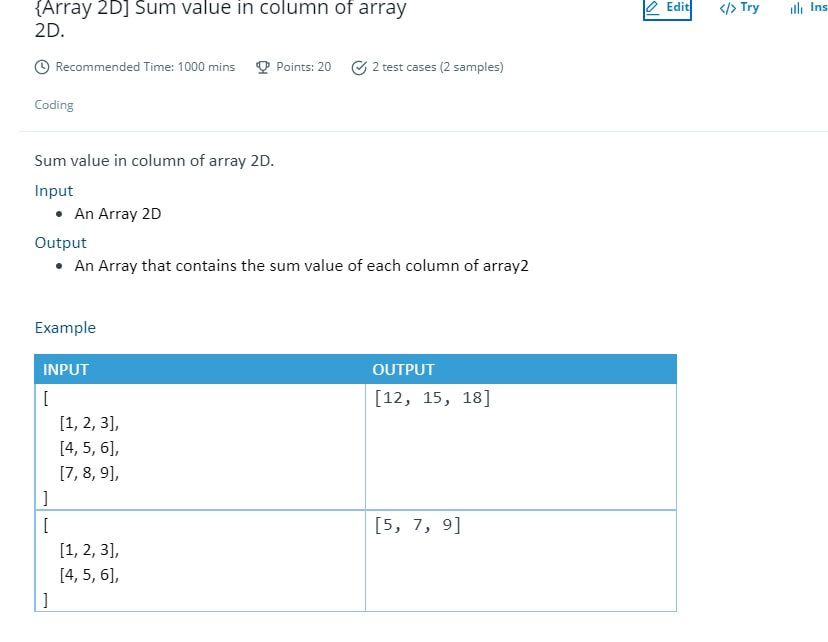 {Array 2D] Sum value in column of array
2D.
Edit
</> Try
Ins
Recommended Time: 1000 mins Points: 20 2 test cases (2 samples)
Coding
Sum value in column of array 2D.
Input
• An Array 2D
Output
• An Array that contains the sum value of each column of array2
Example
INPUT OUTPUT
[ [12, 15, 18]
[1, 2, 3],
[4, 5, 6],
[7, 8, 9],
]
[ [5, 7, 9]
[1, 2, 3],
[4, 5, 6],
]